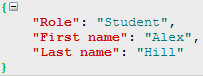 {
"Role": "Student",
"First name": "Alex",
"Last name": "Hill"
}